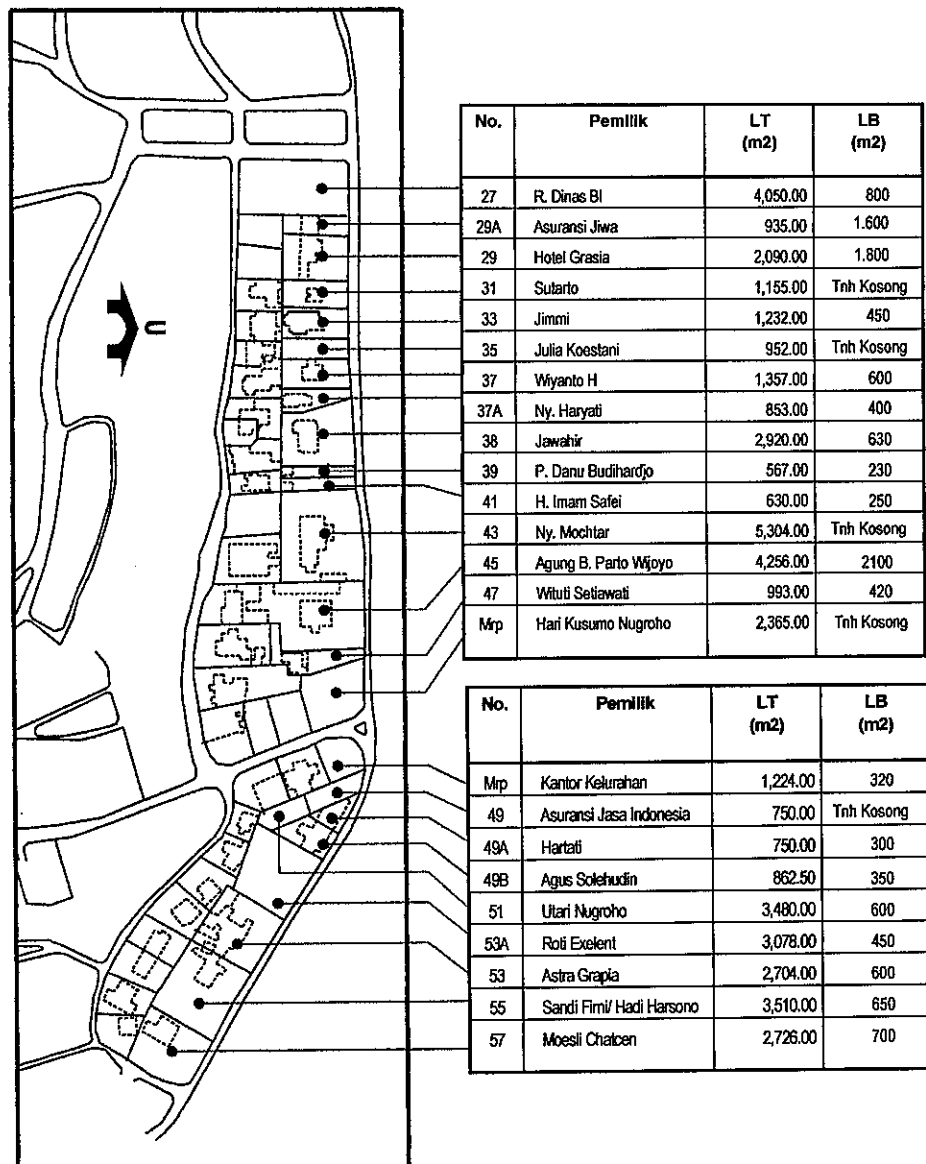 U
No. Pemilik LT (m2) LB (m2)
27 R. Dinas BI 4,050.00 800
29A Asuransi Jiwa 935.00 1.600
29 Hotel Grasia 2,090.00 1.800
31 Sutarto 1,155.00 Tnh Kosong
33 Jimmi 1,232.00 450
35 Julia Koestani 952.00 Tnh Kosong
37 Wiyanto H 1,357.00 600
37A Ny. Haryati 853.00 400
38 Jawahir 2,920.00 630
39 P. Danu Budihardjo 567.00 230
41 H. Imam Safei 630.00 250
43 Ny. Mochtar 5,304.00 Tnh Kosong
45 Agung B. Parto Wijoyo 4,256.00 2100
47 Wituti Setiawati 993.00 420
Mrp Hari Kusumo Nugroho 2,365.00 Tnh Kosong
No. Pemilik LT (m2) LB (m2)
Mrp Kantor Kelurahan 1,224.00 320
49 Asuransi Jasa Indonesia 750.00 Tnh Kosong
49A Hartati 750.00 300
49B Agus Solehudin 862.50 350
51 Utari Nugroho 3,480.00 600
53A Roti Exelent 3,078.00 450
53 Astra Grapia 2,704.00 600
55 Sandi Firni/ Hadi Harsono 3,510.00 650
57 Moesli Chatcen 2,726.00 700